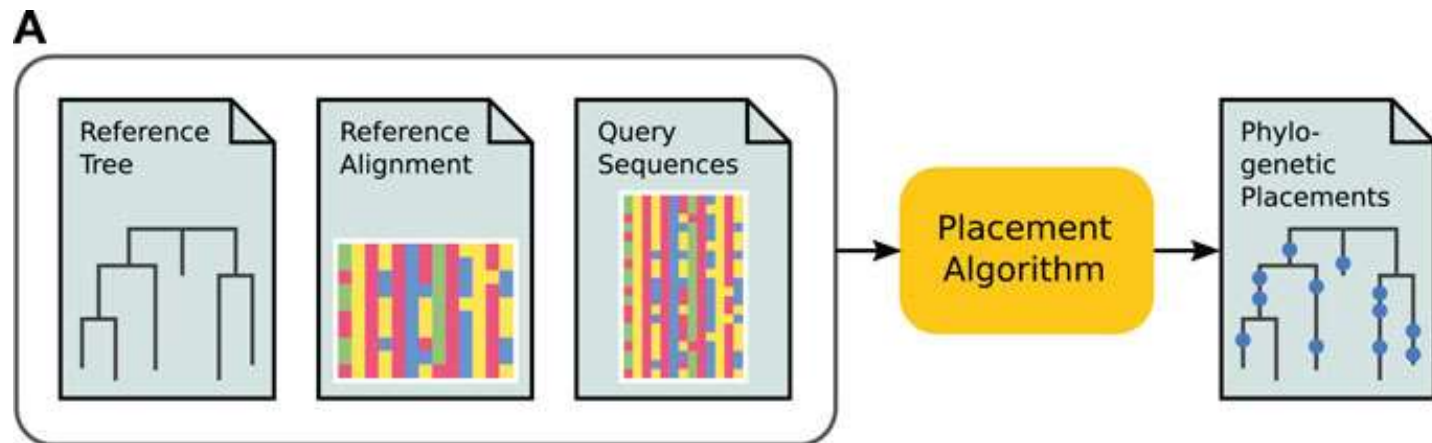 A
Reference
Tree
Reference
Alignment
Query
Sequences
Placement
Algorithm
Phylo-
genetic
Placements